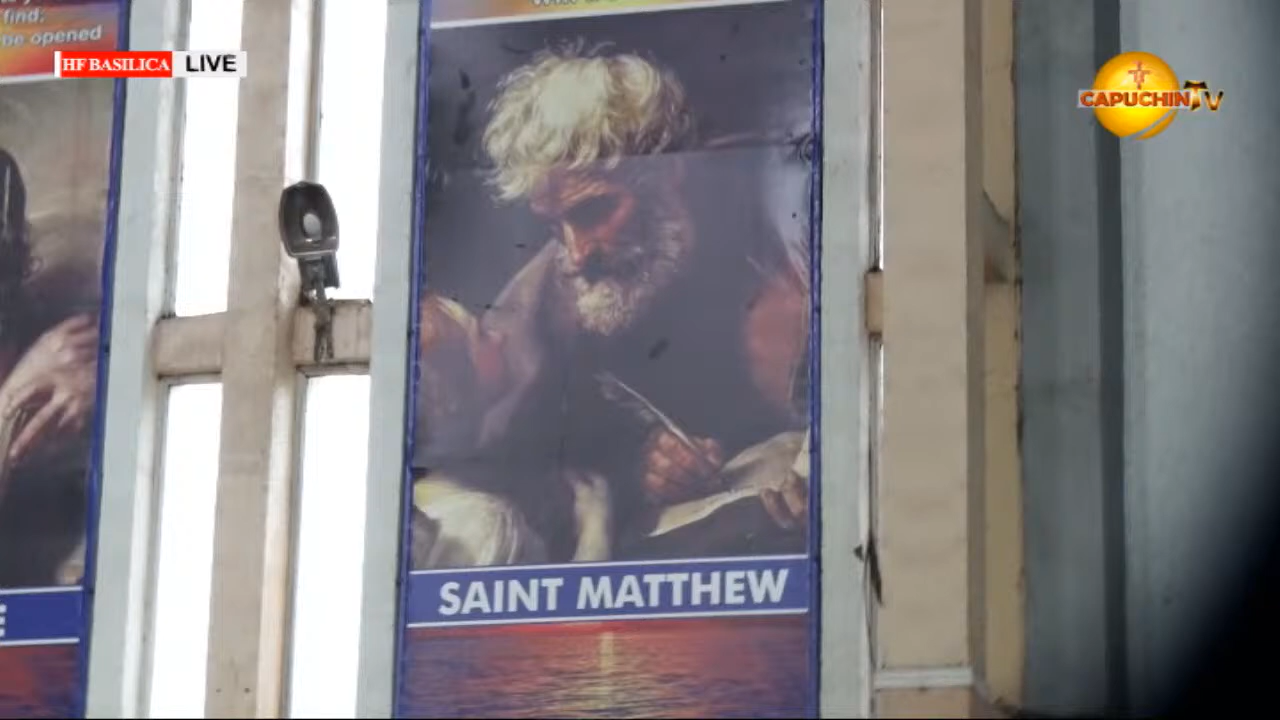 find.
be opened
HF BASILICA LIVE
CAPUCHIN TV
SAINT MATTHEW